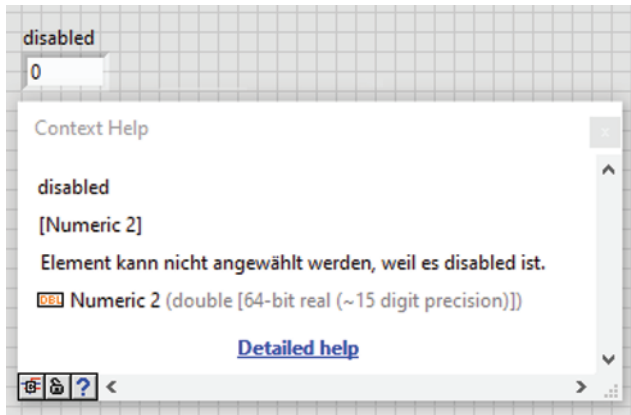 disabled
0
Context Help
x
disabled
[Numeric 2]
Element kann nicht angewählt werden, weil es disabled ist.
DBL Numeric 2 (double [64-bit real (~15 digit precision)])
Detailed help
?